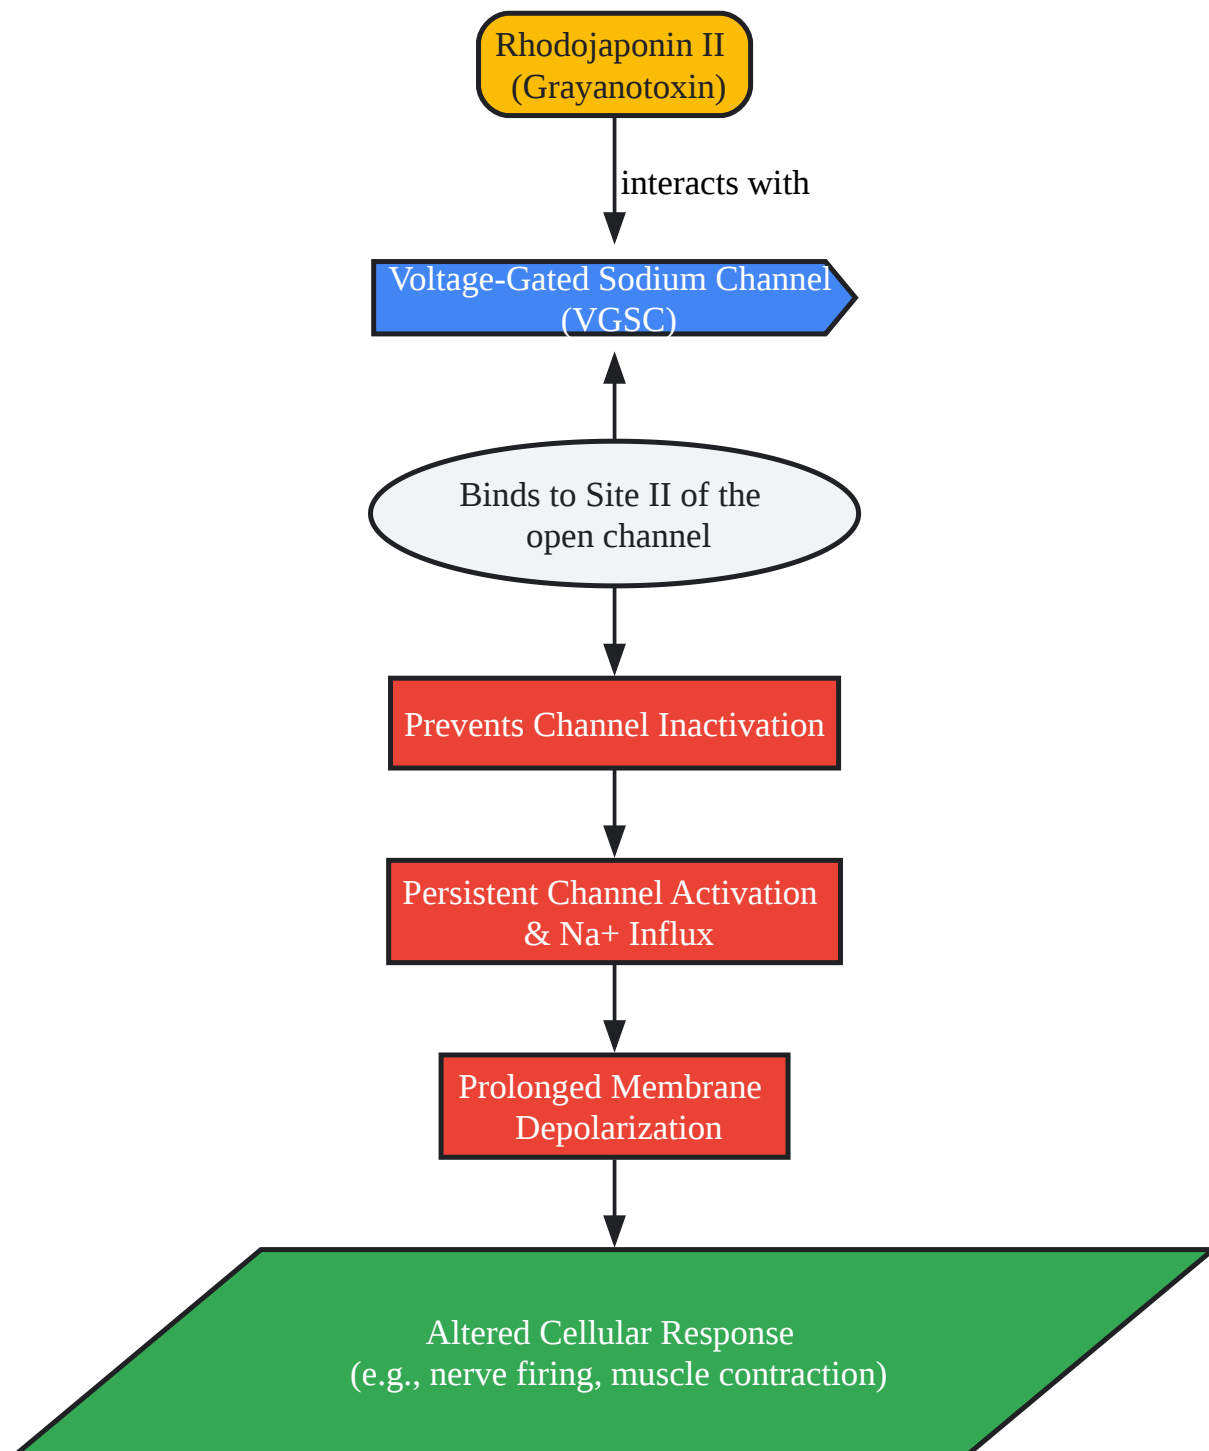 Rhodojaponin II
(Grayanotoxin)
interacts with
Voltage-Gated Sodium Channel
(VGSC)
Binds to Site II of the
open channel
Prevents Channel Inactivation
Persistent Channel Activation
& Na+ Influx
Prolonged Membrane
Depolarization
Altered Cellular Response
(e.g., nerve firing, muscle contraction)